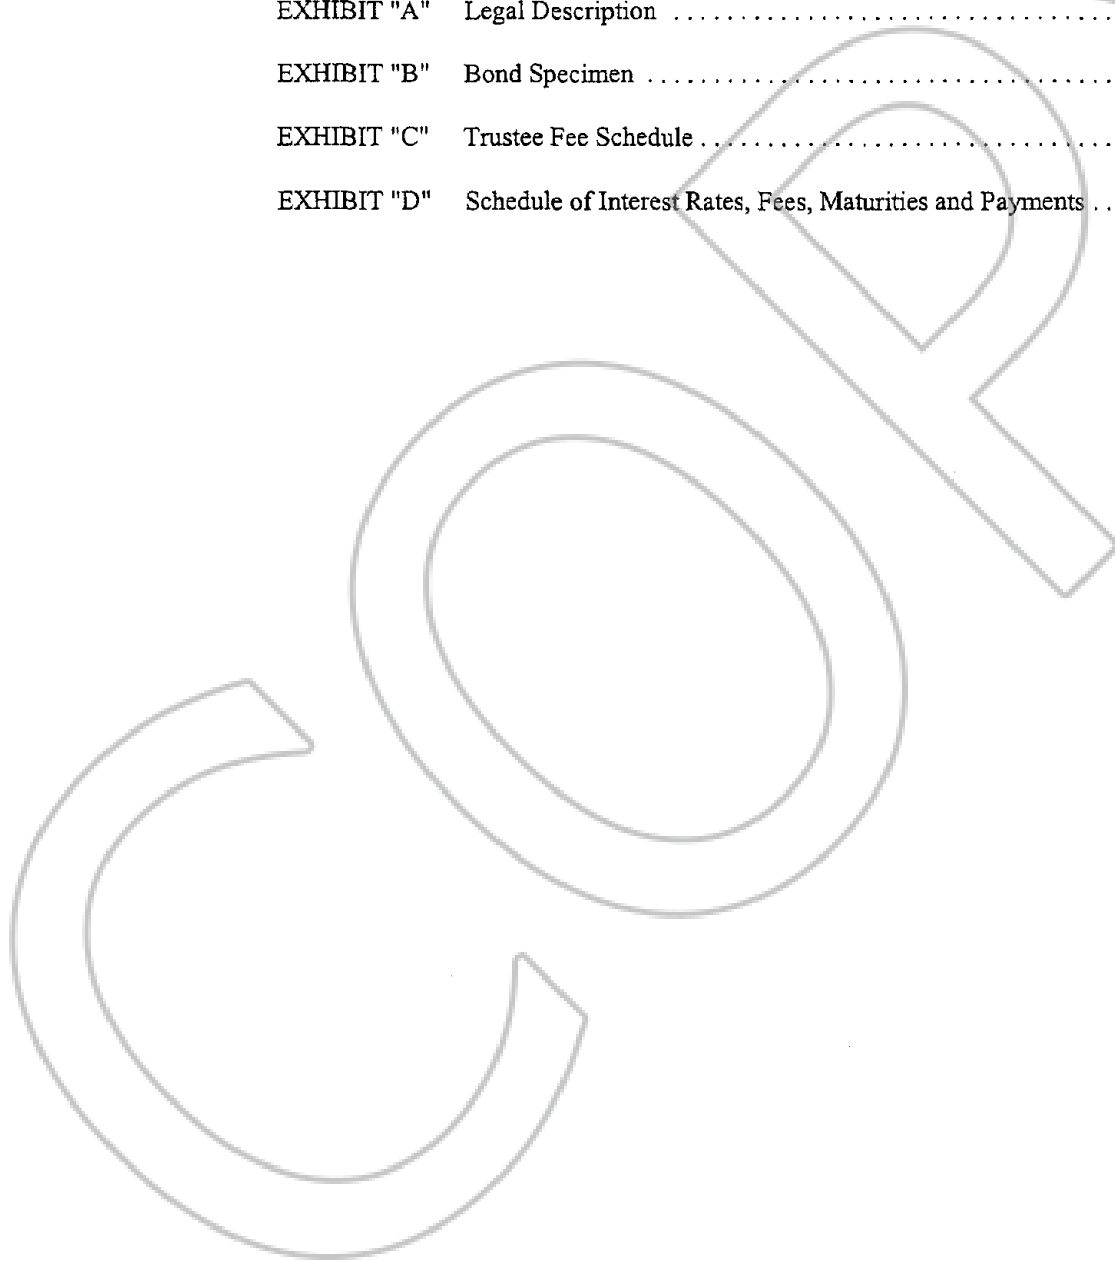 EXHIBIT "A" Legal Description ................................
EXHIBIT "B" Bond Specimen ..................................
EXHIBIT "C" Trustee Fee Schedule ..............................
EXHIBIT "D" Schedule of Interest Rates, Fees, Maturities and Payments ..
COP